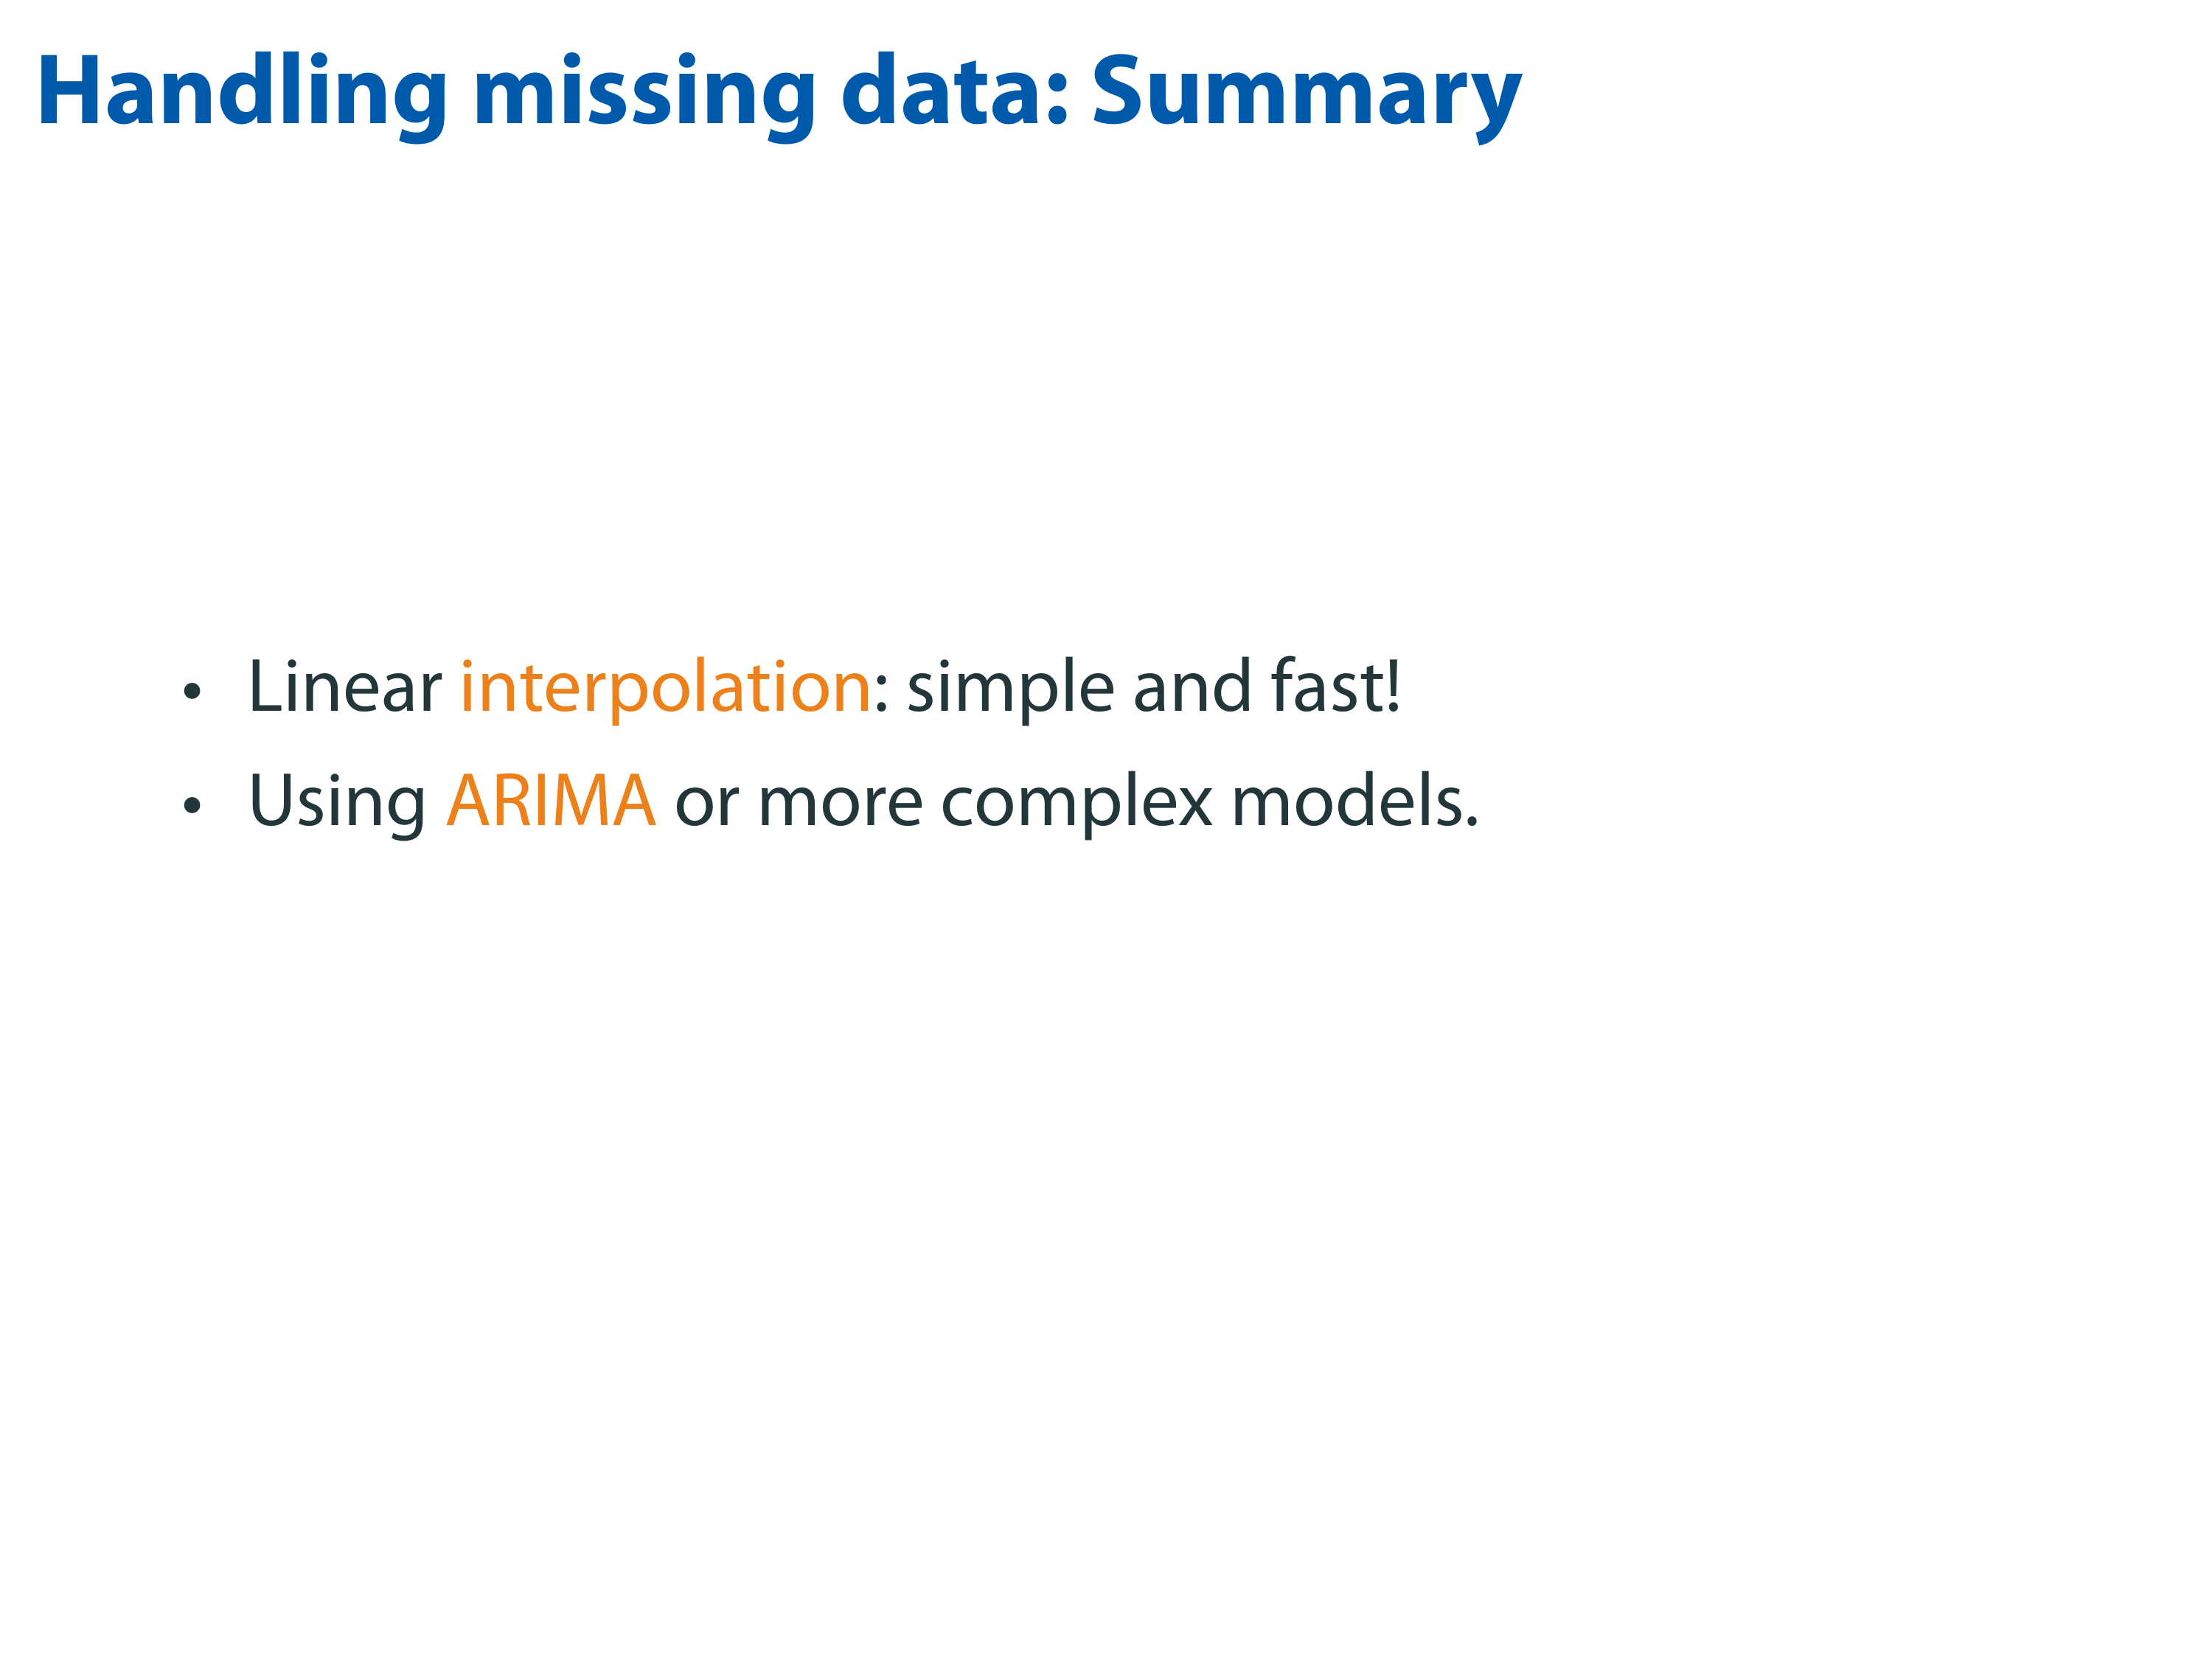 Handling missing data: Summary
• Linear interpolation: simple and fast!
• Using ARIMA or more complex models.